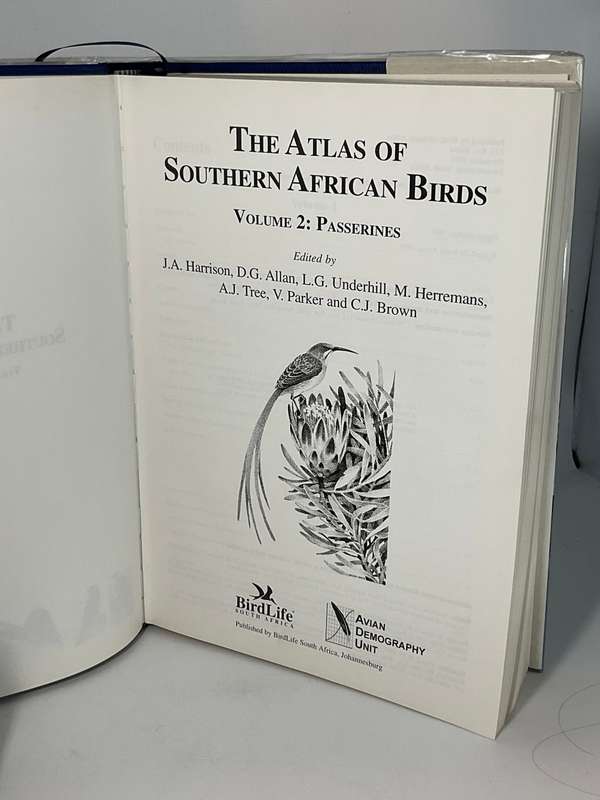 THE ATLAS OF
SOUTHERN AFRICAN BIRDS
VOLUME 2: PASSERINES
Edited by
J.A. Harrison, D.G. Allan, L.G. Underhill, M. Herremans,
A.J. Tree, V. Parker and C.J. Brown
BirdLife
SOUTH AFRICA
AVIAN
DEMOGRAPHY
UNIT
Published by BirdLife South Africa, Johannesburg